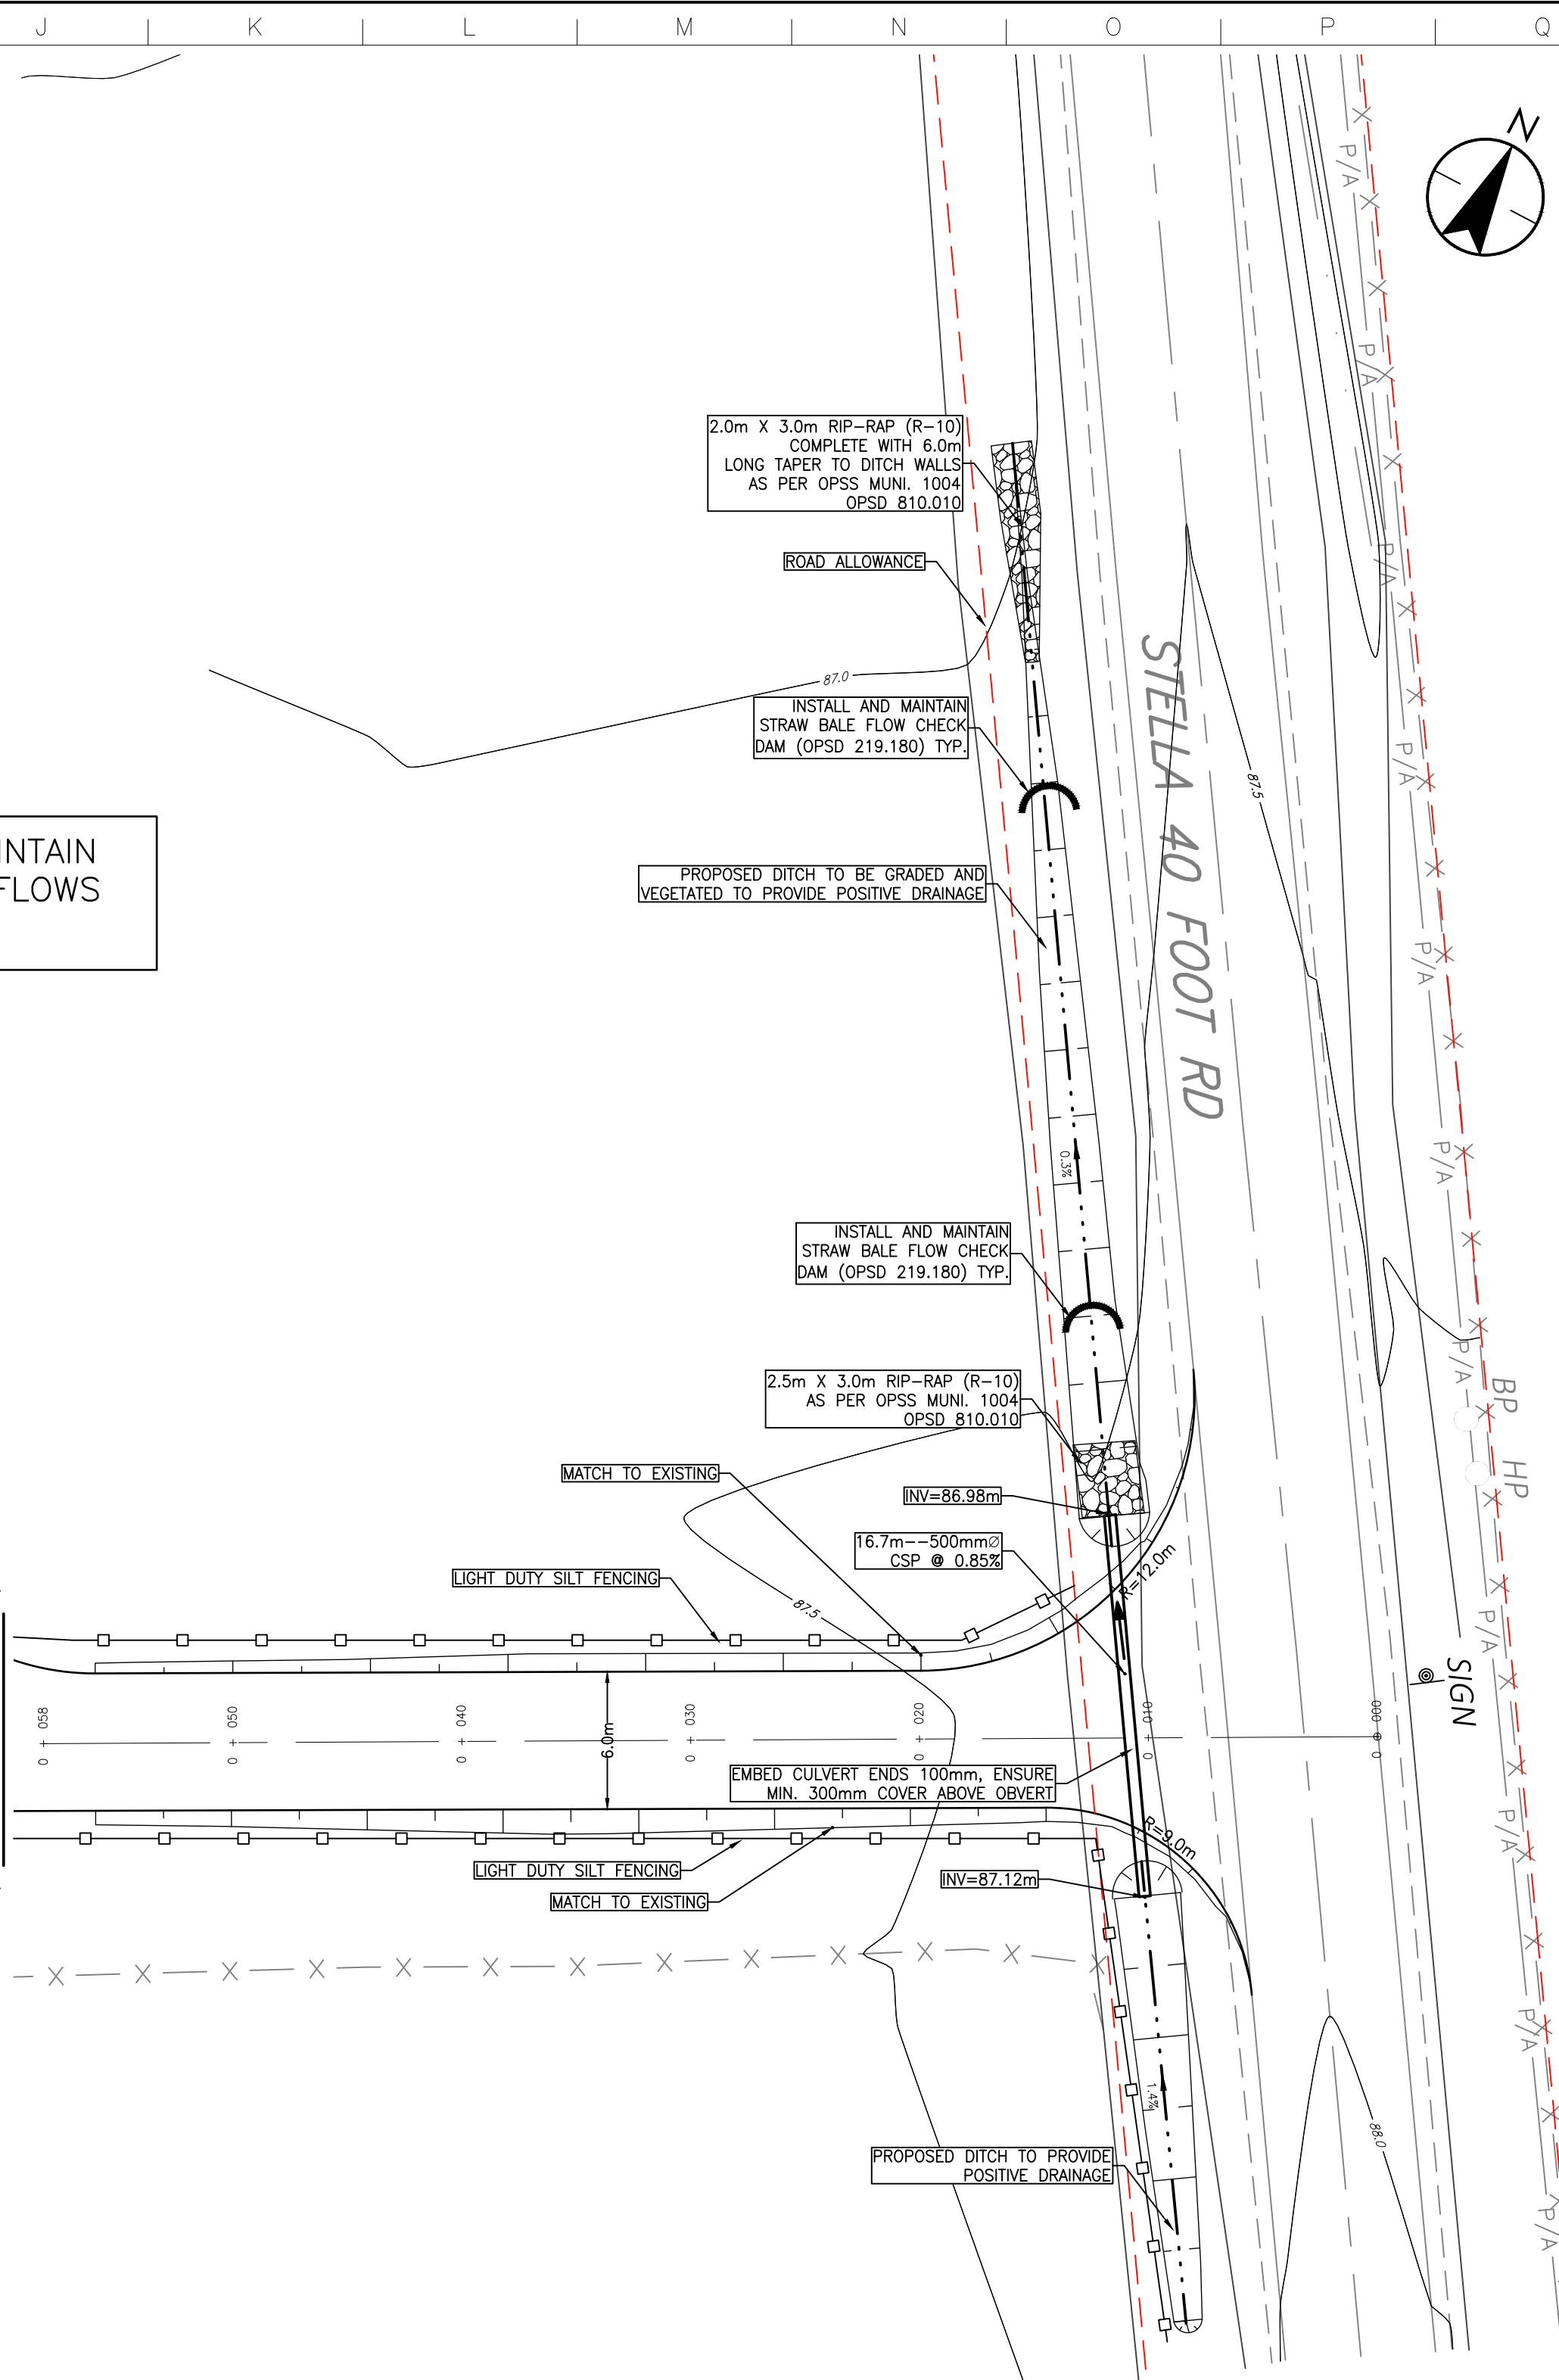 J
K
L
M
N
O
P
Q
N
2.0m X 3.0m RIP-RAP (R-10)
COMPLETE WITH 6.0m
LONG TAPER TO DITCH WALLS
AS PER OPSS MUNI. 1004
OPSD 810.010
ROAD ALLOWANCE
87.0
INSTALL AND MAINTAIN
STRAW BALE FLOW CHECK
DAM (OPSD 219.180) TYP.
STELLA 40 FOOT RD
87.5
NTAIN
FLOWS
PROPOSED DITCH TO BE GRADED AND
VEGETATED TO PROVIDE POSITIVE DRAINAGE
0.3%
INSTALL AND MAINTAIN
STRAW BALE FLOW CHECK
DAM (OPSD 219.180) TYP.
2.5m X 3.0m RIP-RAP (R-10)
AS PER OPSS MUNI. 1004
OPSD 810.010
BP
HP
MATCH TO EXISTING
INV=86.98m
16.7m--500mmØ
CSP @ 0.85%
R=12.0m
LIGHT DUTY SILT FENCING
87.5
SIGN
0 + 058
0 + 050
0 + 040
6.0m
0 + 030
0 + 020
0 + 010
0 + 000
EMBED CULVERT ENDS 100mm, ENSURE
MIN. 300mm COVER ABOVE OBVERT
R=9.0m
LIGHT DUTY SILT FENCING
INV=87.12m
MATCH TO EXISTING
1.4%
88.0
PROPOSED DITCH TO PROVIDE
POSITIVE DRAINAGE
P/A
P/A
P/A
P/A
P/A
P/A
P/A
P/A
P/A
P/A
P/A
P/A